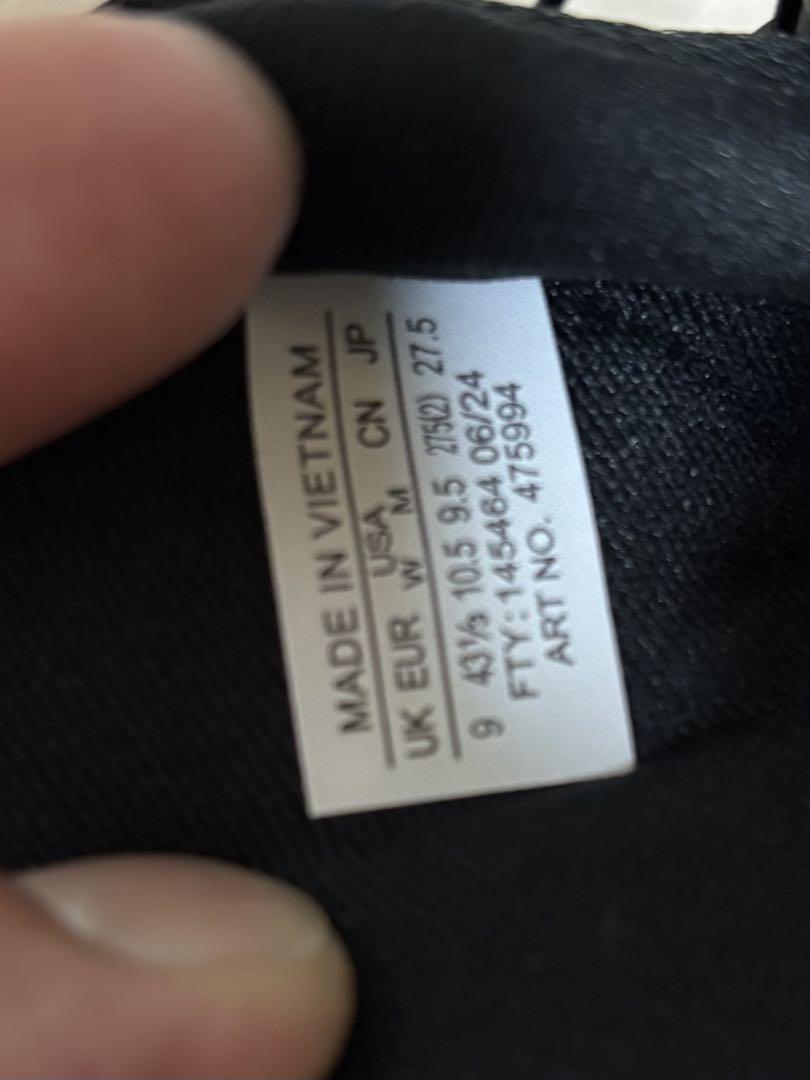 MADE IN VIETNAM
UK EUR USA CN JP
W M
9 43⅓ 10.5 9.5 275(2) 27.5
FTY: 145464 06/24
ART NO. 475994